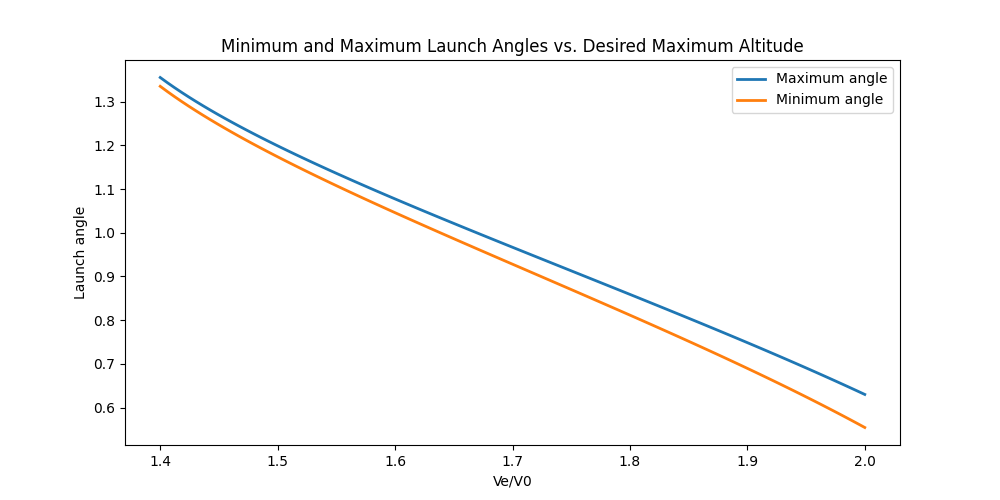 Minimum and Maximum Launch Angles vs. Desired Maximum Altitude
Maximum angle
Minimum angle
Launch angle
1.3
1.2
1.1
1.0
0.9
0.8
0.7
0.6
1.4 1.5 1.6 1.7 1.8 1.9 2.0
Ve/V0